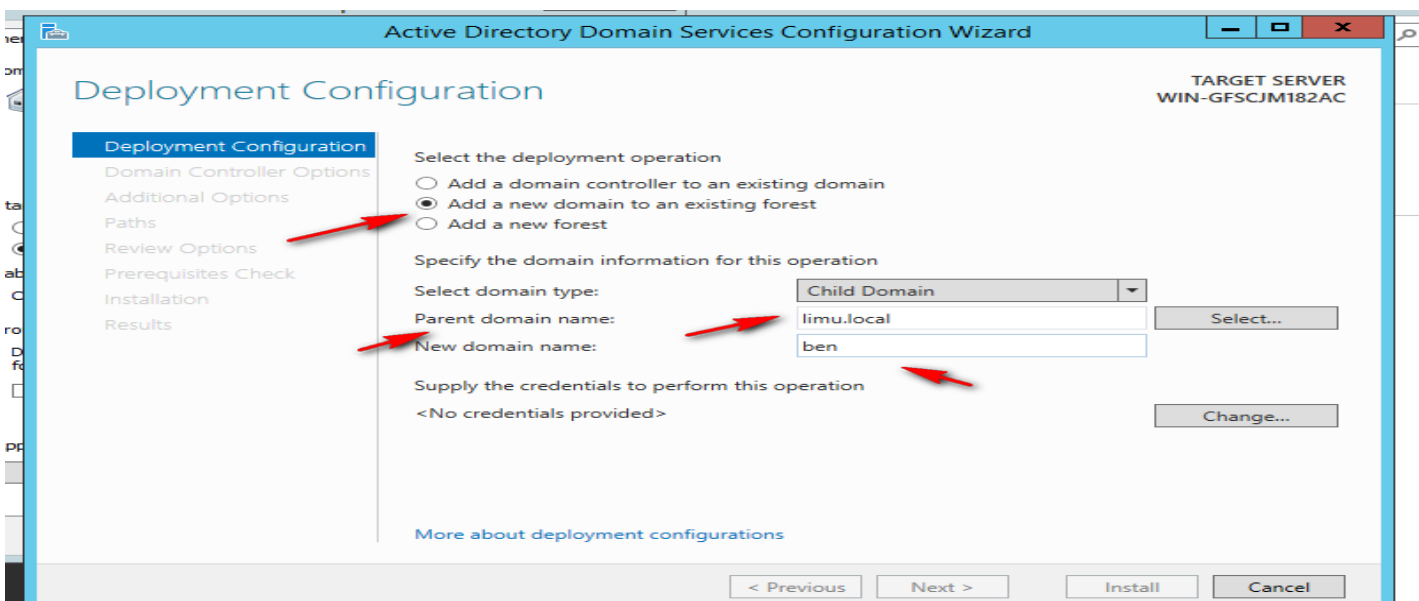 Active Directory Domain Services Configuration Wizard
Deployment Configuration
TARGET SERVER
WIN-GFSCJM182AC
Deployment Configuration
Domain Controller Options
Additional Options
Paths
Review Options
Prerequisites Check
Installation
Results
Select the deployment operation
Add a domain controller to an existing domain
Add a new domain to an existing forest
Add a new forest
Specify the domain information for this operation
Select domain type: Child Domain
Parent domain name: limu.local Select...
New domain name: ben
Supply the credentials to perform this operation
<No credentials provided> Change...
More about deployment configurations
< Previous Next > Install Cancel